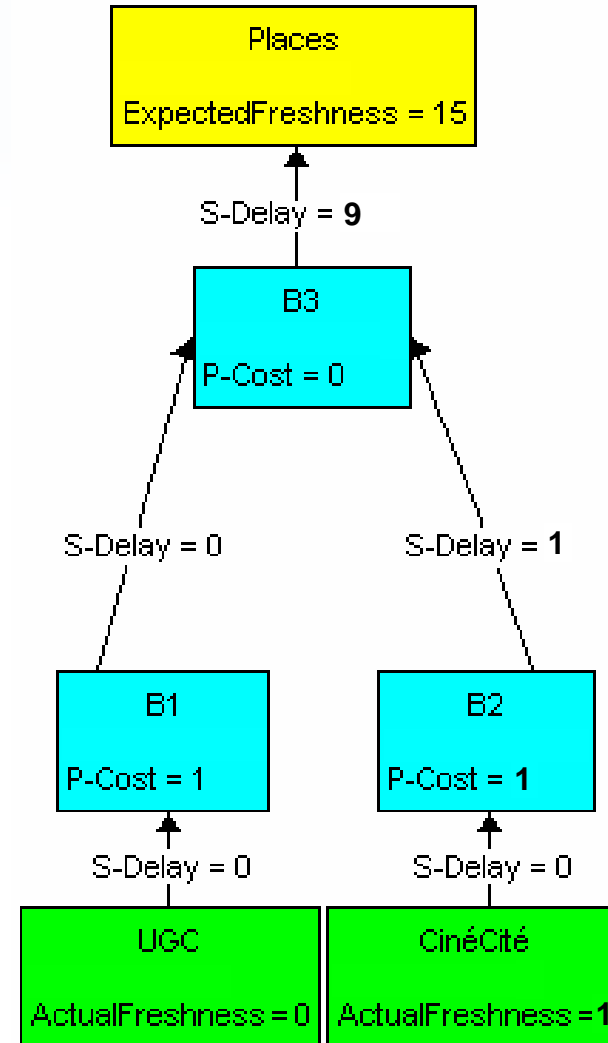 Places
ExpectedFreshness = 15
S-Delay = 9
B3
P-Cost = 0
S-Delay = 0
S-Delay = 1
B1
P-Cost = 1
B2
P-Cost = 1
S-Delay = 0
S-Delay = 0
UGC
ActualFreshness = 0
CinéCité
ActualFreshness =1